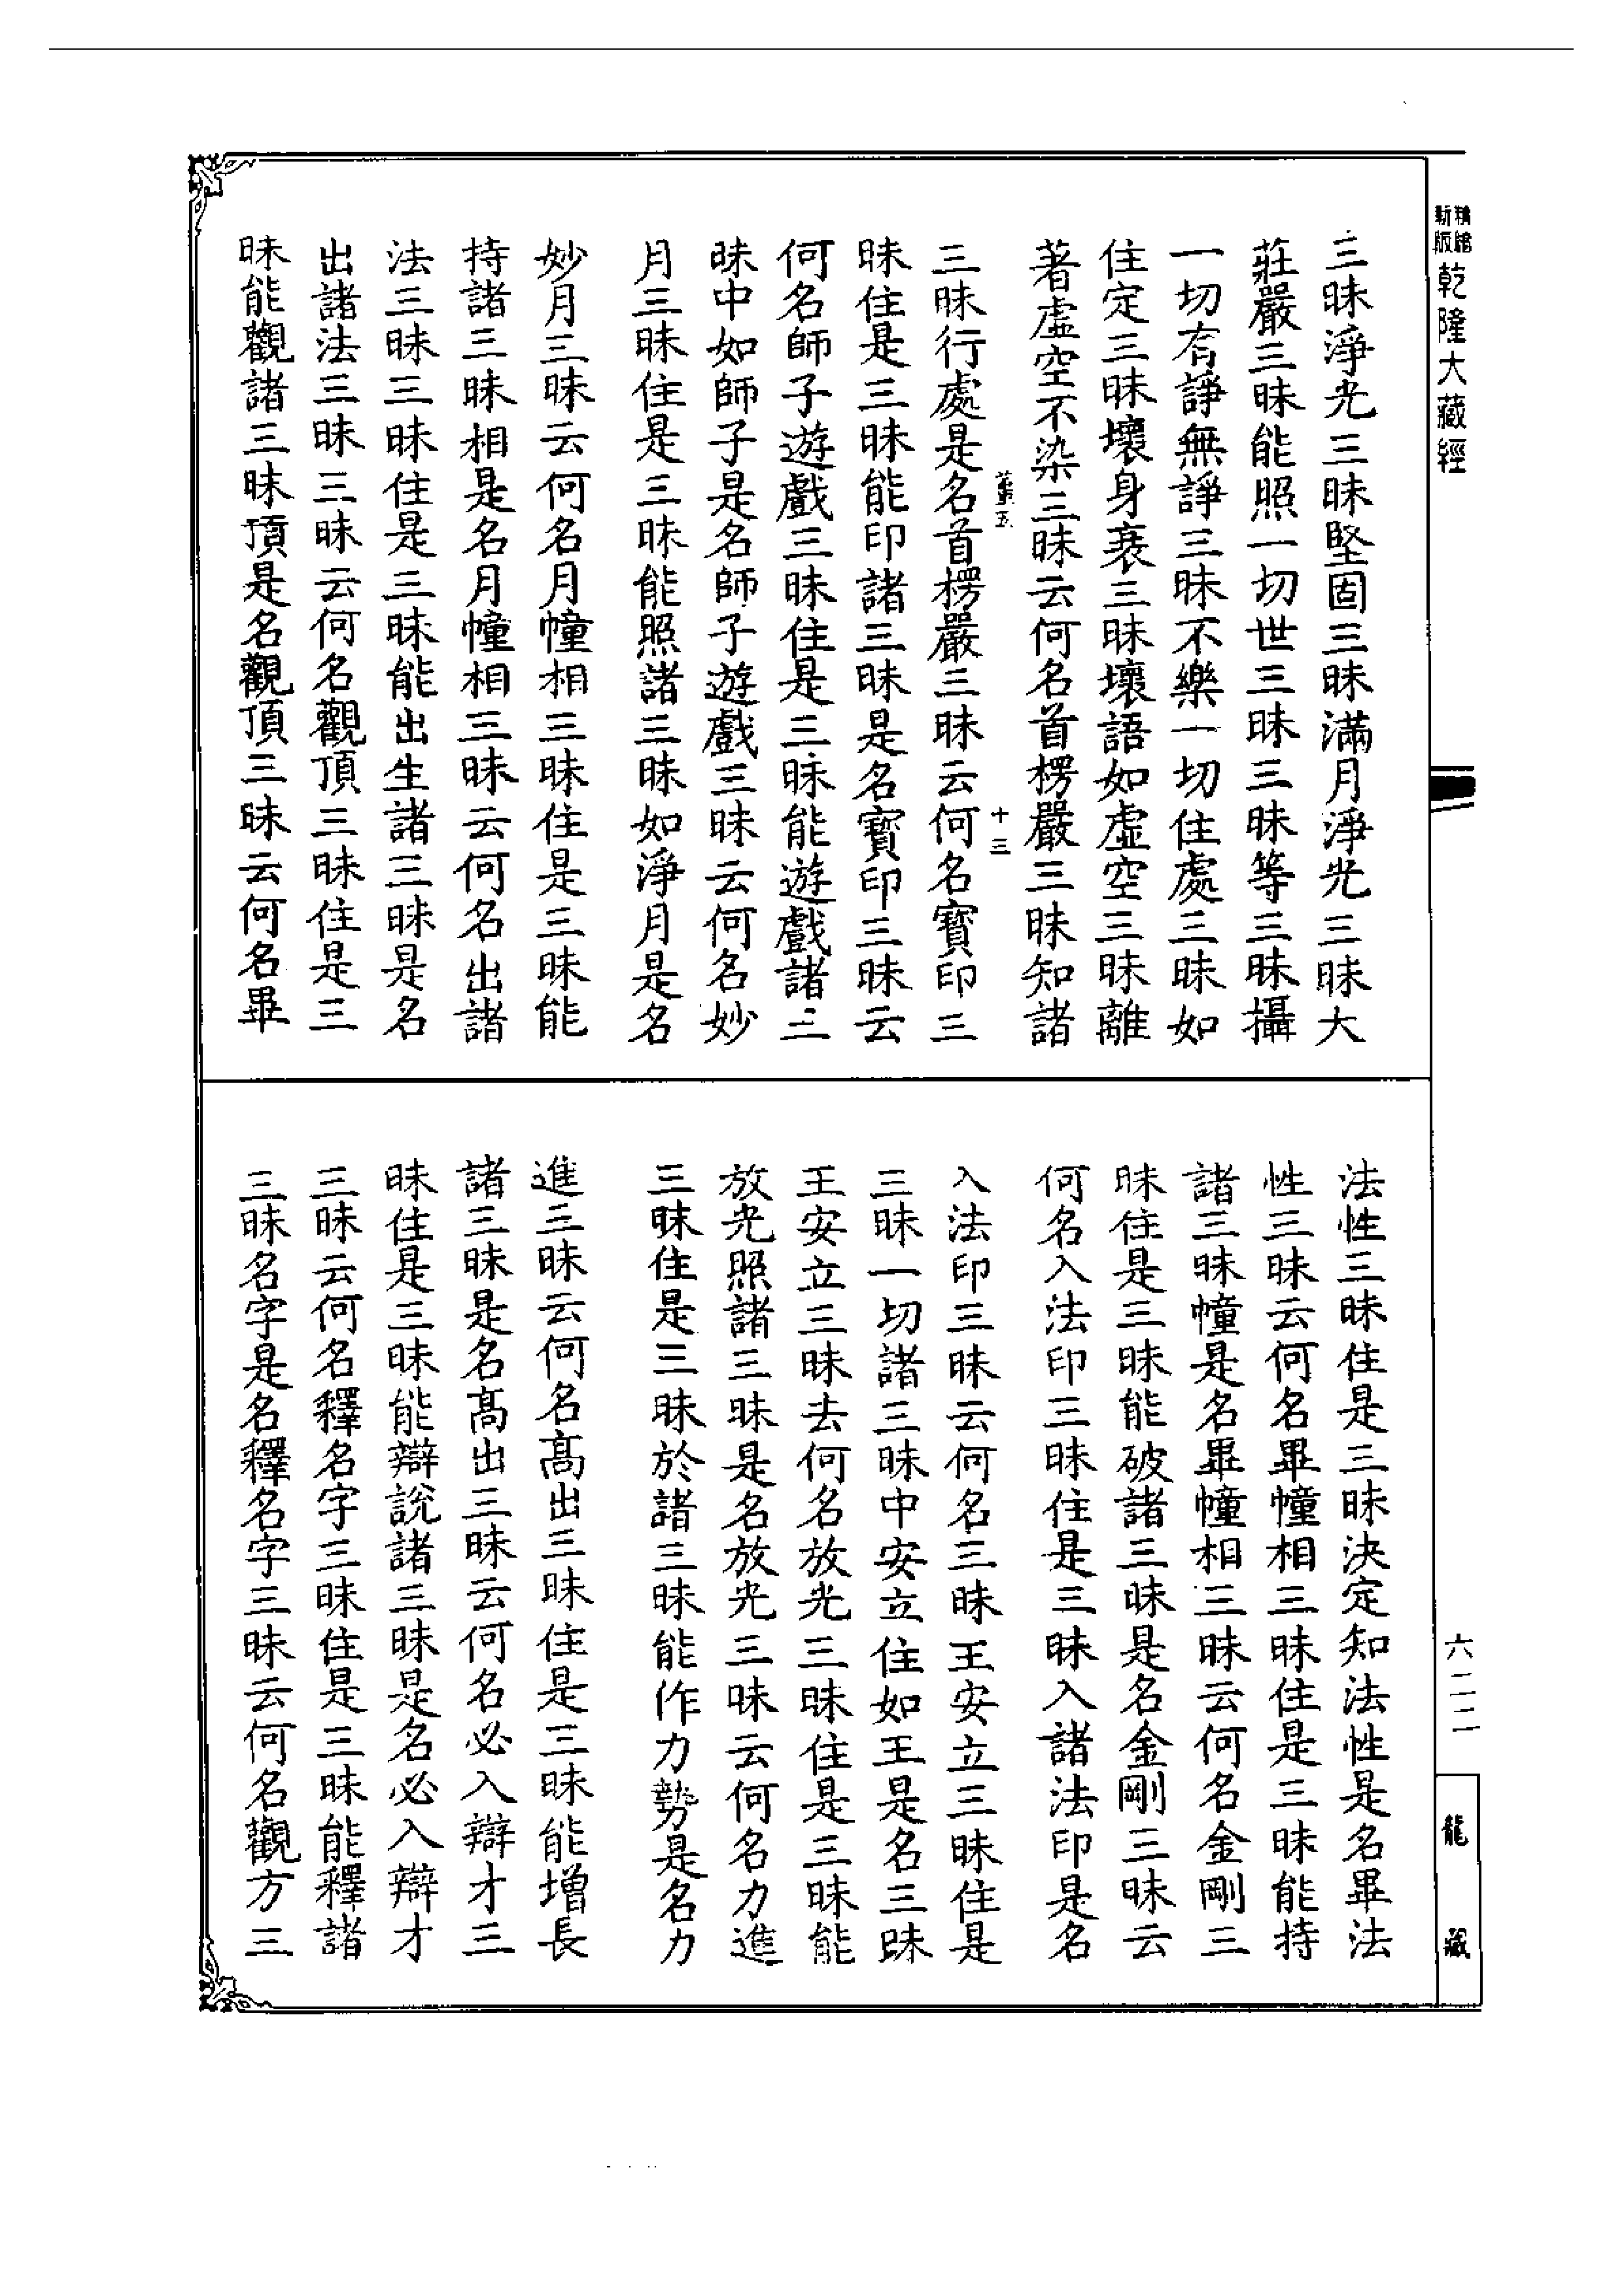 精縮
新版
乾隆大藏經
三昧淨光三昧堅固三昧滿月淨光三昧大
莊嚴三昧能照一切世三昧三昧等三昧攝
一切有諍無諍三昧不樂一切住處三昧如
住定三昧壞身衰三昧壞語如虛空三昧離
著虛空不染三昧云何名首楞嚴三昧知諸
十三
三昧行處是名首楞嚴三昧云何名寶印三
昧住是三昧能印諸三昧是名寶印三昧云
何名師子遊戲三昧住是三昧能遊戲諸三
昧中如師子是名師子遊戲三昧云何名妙
月三昧住是三昧能照諸三昧如淨月是名
妙月三昧云何名月幢相三昧住是三昧能
持諸三昧相是名月幢相三昧云何名出諸
法三昧三昧住是三昧能出生諸三昧是名
出諸法三昧三昧云何名觀頂三昧住是三
昧能觀諸三昧頂是名觀頂三昧云何名畢
法性三昧住是三昧決定知法性是名畢法
性三昧云何名畢幢相三昧住是三昧能持
諸三昧幢是名畢幢相三昧云何名金剛三
昧住是三昧能破諸三昧是名金剛三昧云
何名入法印三昧住是三昧入諸法印是名
入法印三昧云何名三昧王安立三昧住是
三昧一切諸三昧中安立住如王是名三昧
王安立三昧去何名放光三昧住是三昧能
放光照諸三昧是名放光三昧云何名力進
三昧住是三昧於諸三昧能作力勢是名力
進三昧云何名高出三昧住是三昧能增長
諸三昧是名高出三昧云何名必入辯才三
昧住是三昧能辯說諸三昧是名必入辯才
三昧云何名釋名字三昧住是三昧能釋諸
三昧名字是名釋名字三昧云何名觀方三
六二二
龍藏